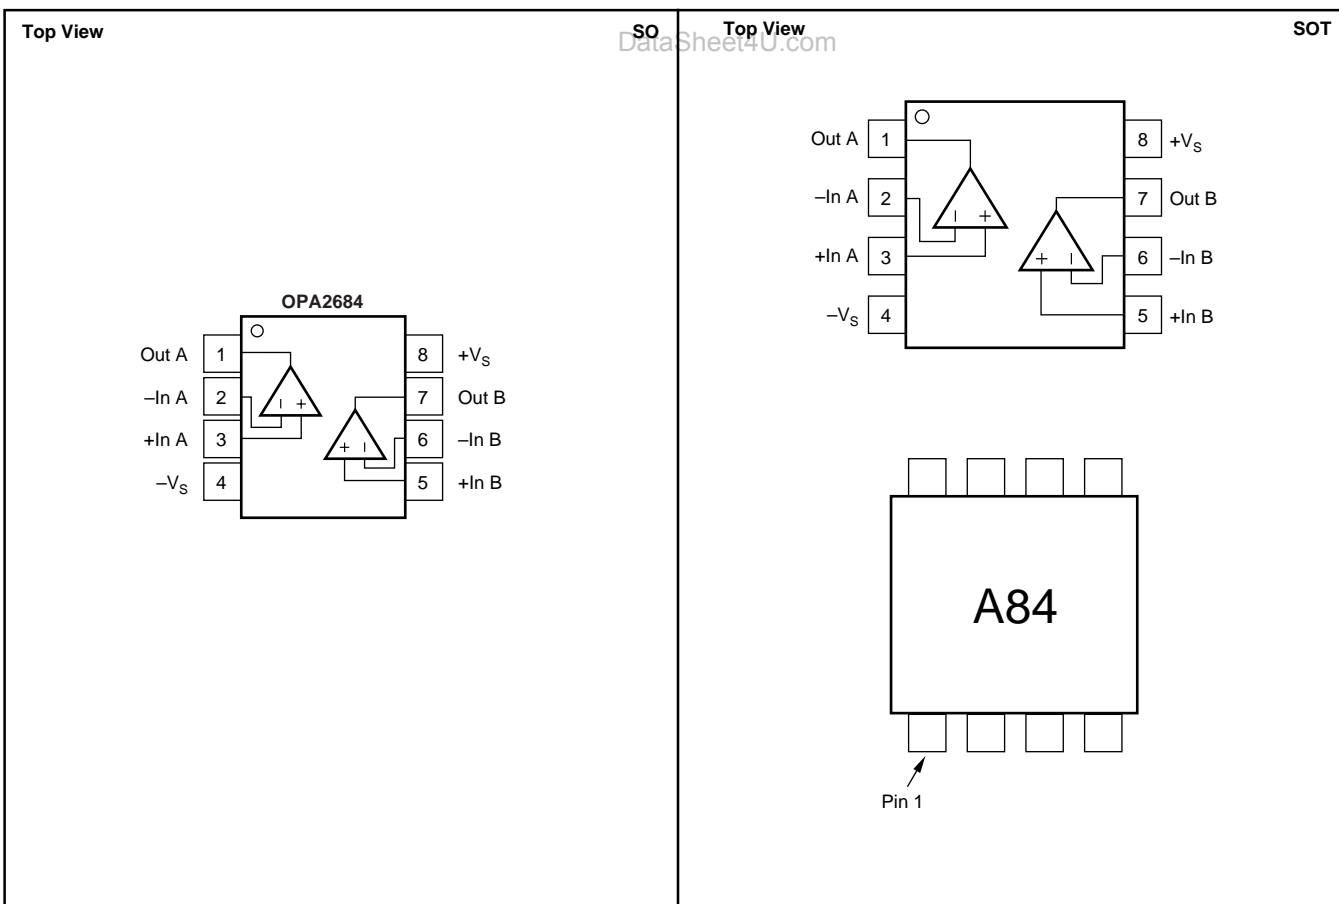 Top View
SO
DataSheet4U.com
OPA2684
Out A 1
–In A 2
+In A 3
–VS 4
8 +VS
7 Out B
6 –In B
5 +In B
– +
+ –
Top View
SOT
Out A 1
–In A 2
+In A 3
–VS 4
8 +VS
7 Out B
6 –In B
5 +In B
– +
+ –
A84
Pin 1